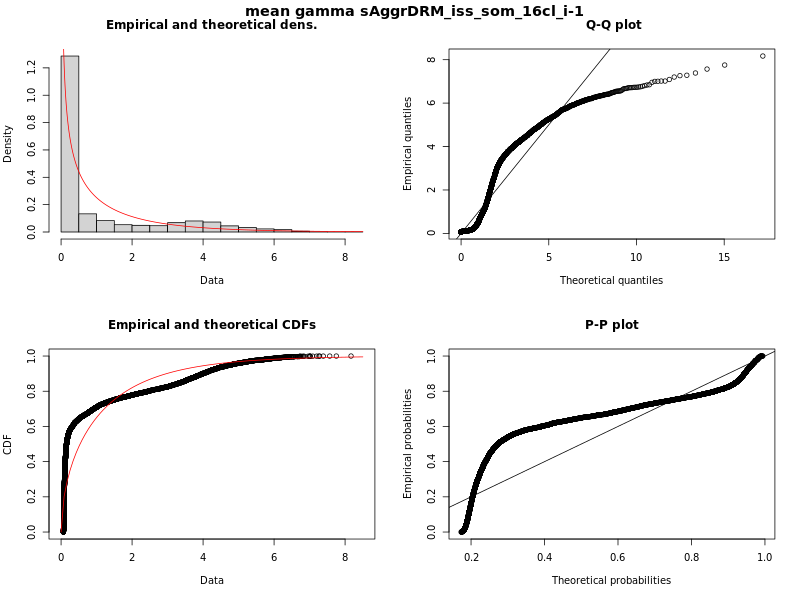 mean gamma sAggrDRM_iss_som_16cl_i-1
Empirical and theoretical dens.
Density
0.0 0.2 0.4 0.6 0.8 1.0 1.2
0 2 4 6 8
Data
Q-Q plot
Empirical quantiles
0 2 4 6 8
0 5 10 15
Theoretical quantiles
Empirical and theoretical CDFs
CDF
0.0 0.2 0.4 0.6 0.8 1.0
0 2 4 6 8
Data
P-P plot
Empirical probabilities
0.0 0.2 0.4 0.6 0.8 1.0
0.2 0.4 0.6 0.8 1.0
Theoretical probabilities